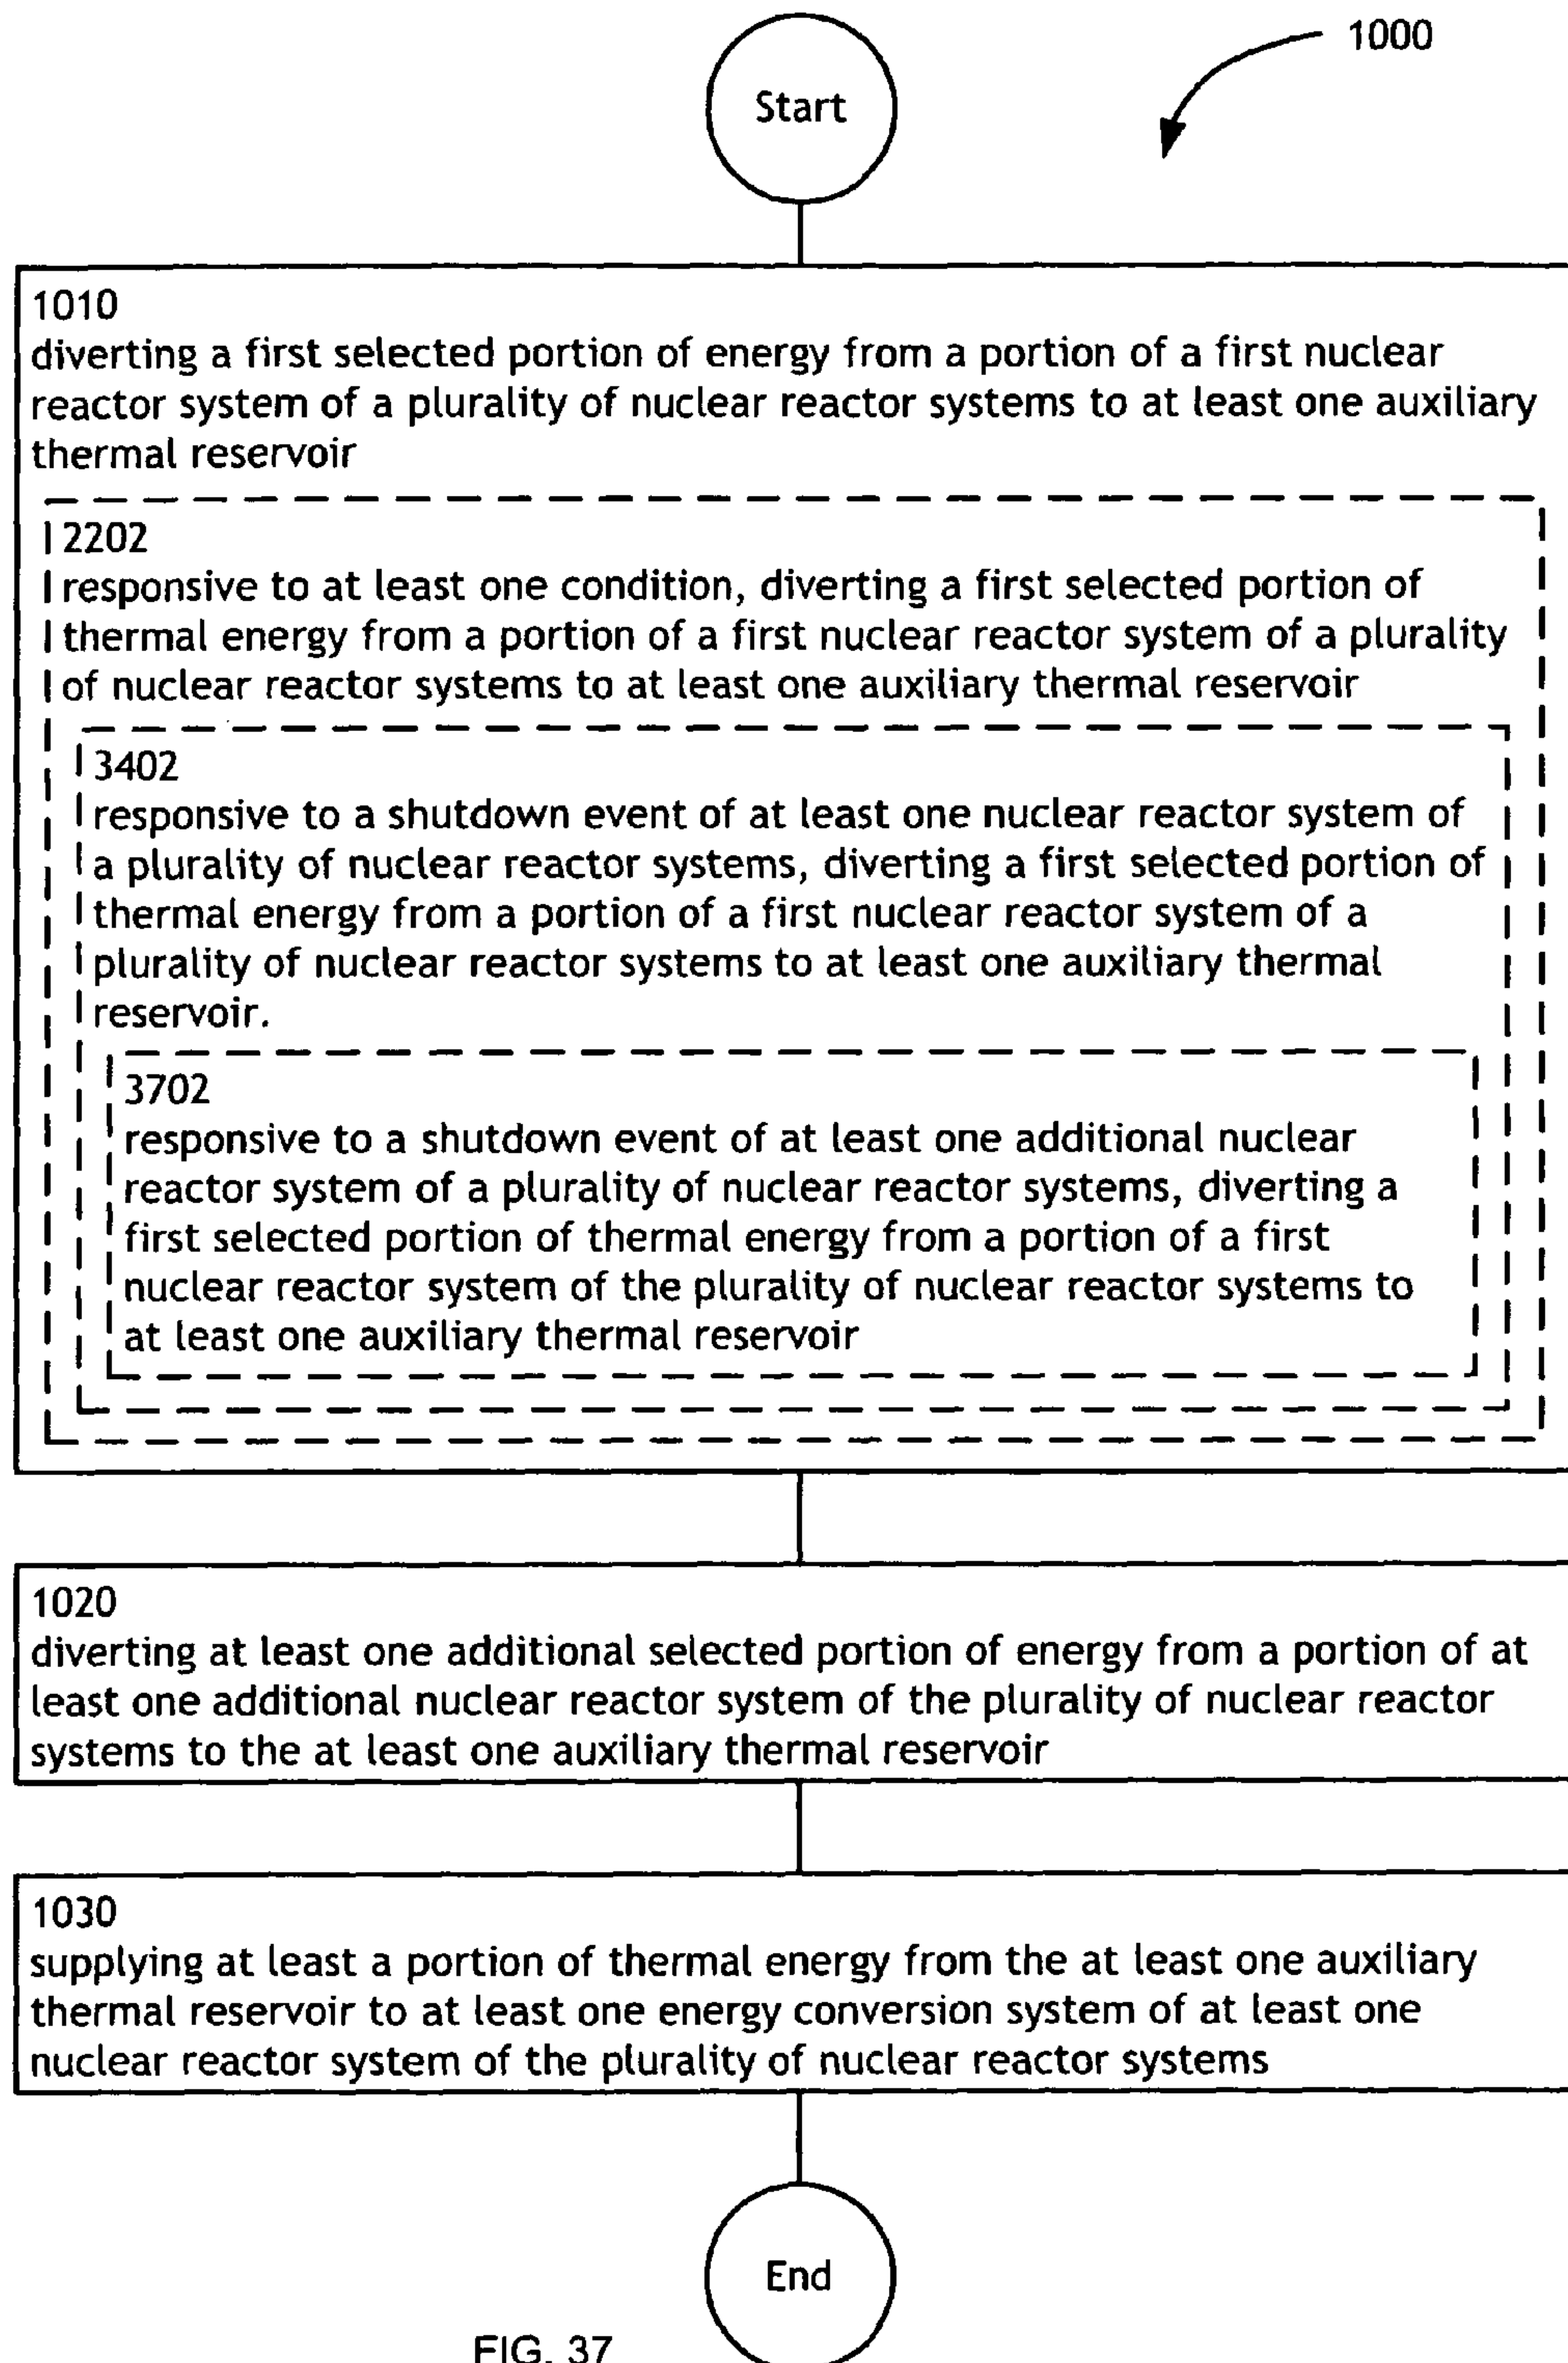 1000
Start
1010
diverting a first selected portion of energy from a portion of a first nuclear
reactor system of a plurality of nuclear reactor systems to at least one auxiliary
thermal reservoir
2202
responsive to at least one condition, diverting a first selected portion of
thermal energy from a portion of a first nuclear reactor system of a plurality
of nuclear reactor systems to at least one auxiliary thermal reservoir
3402
responsive to a shutdown event of at least one nuclear reactor system of
a plurality of nuclear reactor systems, diverting a first selected portion of
thermal energy from a portion of a first nuclear reactor system of a
plurality of nuclear reactor systems to at least one auxiliary thermal
reservoir.
3702
responsive to a shutdown event of at least one additional nuclear
reactor system of a plurality of nuclear reactor systems, diverting a
first selected portion of thermal energy from a portion of a first
nuclear reactor system of the plurality of nuclear reactor systems to
at least one auxiliary thermal reservoir
1020
diverting at least one additional selected portion of energy from a portion of at
least one additional nuclear reactor system of the plurality of nuclear reactor
systems to the at least one auxiliary thermal reservoir
1030
supplying at least a portion of thermal energy from the at least one auxiliary
thermal reservoir to at least one energy conversion system of at least one
nuclear reactor system of the plurality of nuclear reactor systems
End
FIG. 37